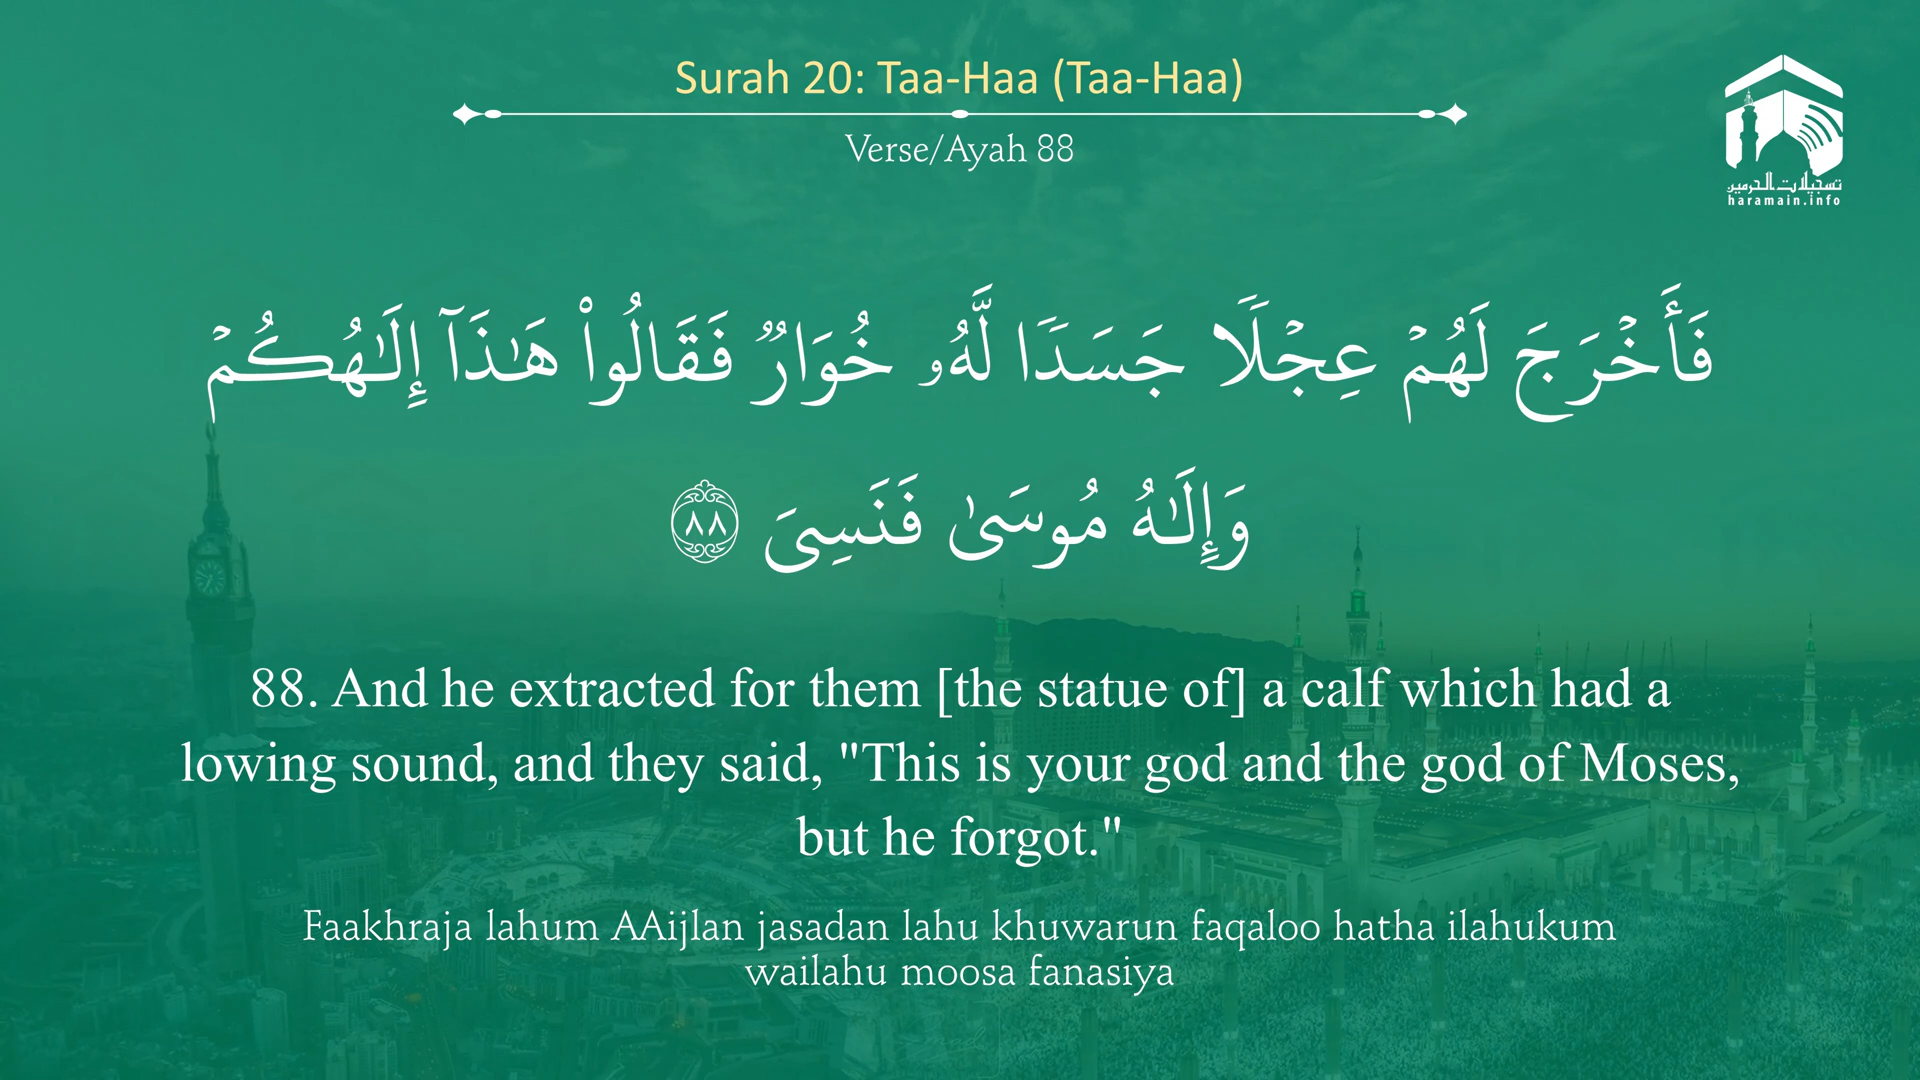 Surah 20: Taa-Haa (Taa-Haa)
Verse/Ayah 88
تسجيلات الحرمين
haramain.info
فَأَخۡرَجَ لَهُمۡ عِجۡلٗا جَسَدٗا لَّهُۥ خُوَارٞ فَقَالُواْ هَٰذَآ إِلَٰهُكُمۡ
وَإِلَٰهُ مُوسَىٰ فَنَسِيَ ٨٨
88. And he extracted for them [the statue of] a calf which had a
lowing sound, and they said, "This is your god and the god of Moses,
but he forgot."
Faakhraja lahum AAijlan jasadan lahu khuwarun faqaloo hatha ilahukum
wailahu moosa fanasiya